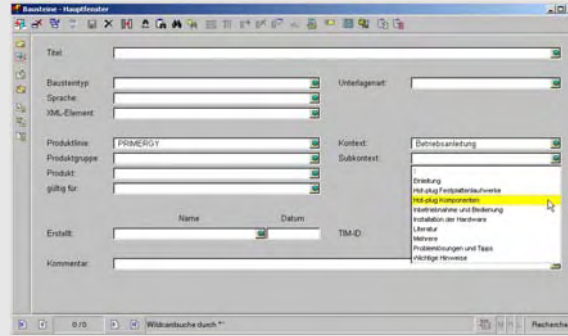 Bausteine - Hauptfenster
Titel:
Bausteintyp: Unterlagenart:
Sprache:
XML-Element:
Produktlinie: PRIMERGY Kontext: Betriebsanleitung
Produktgruppe: Subkontext:
Produkt:
gültig für:
Einleitung
Hot-plug Festplattenlaufwerke
Hot-plug Komponenten
Inbetriebnahme und Bedienung
Installation der Hardware
Literatur
Mehrere
Problemlösungen und Tipps
Wichtige Hinweise
Name Datum
Erstellt: TIM-ID:
Kommentar:
0 / 0 Wildcardsuche durch '*' Recherche